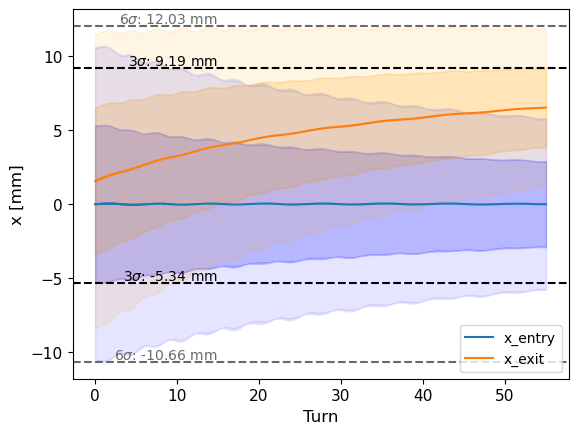 6σ: 12.03 mm
3σ: 9.19 mm
3σ: -5.34 mm
6σ: -10.66 mm
10
5
0
−5
−10
x [mm]
0 10 20 30 40 50
Turn
x_entry
x_exit